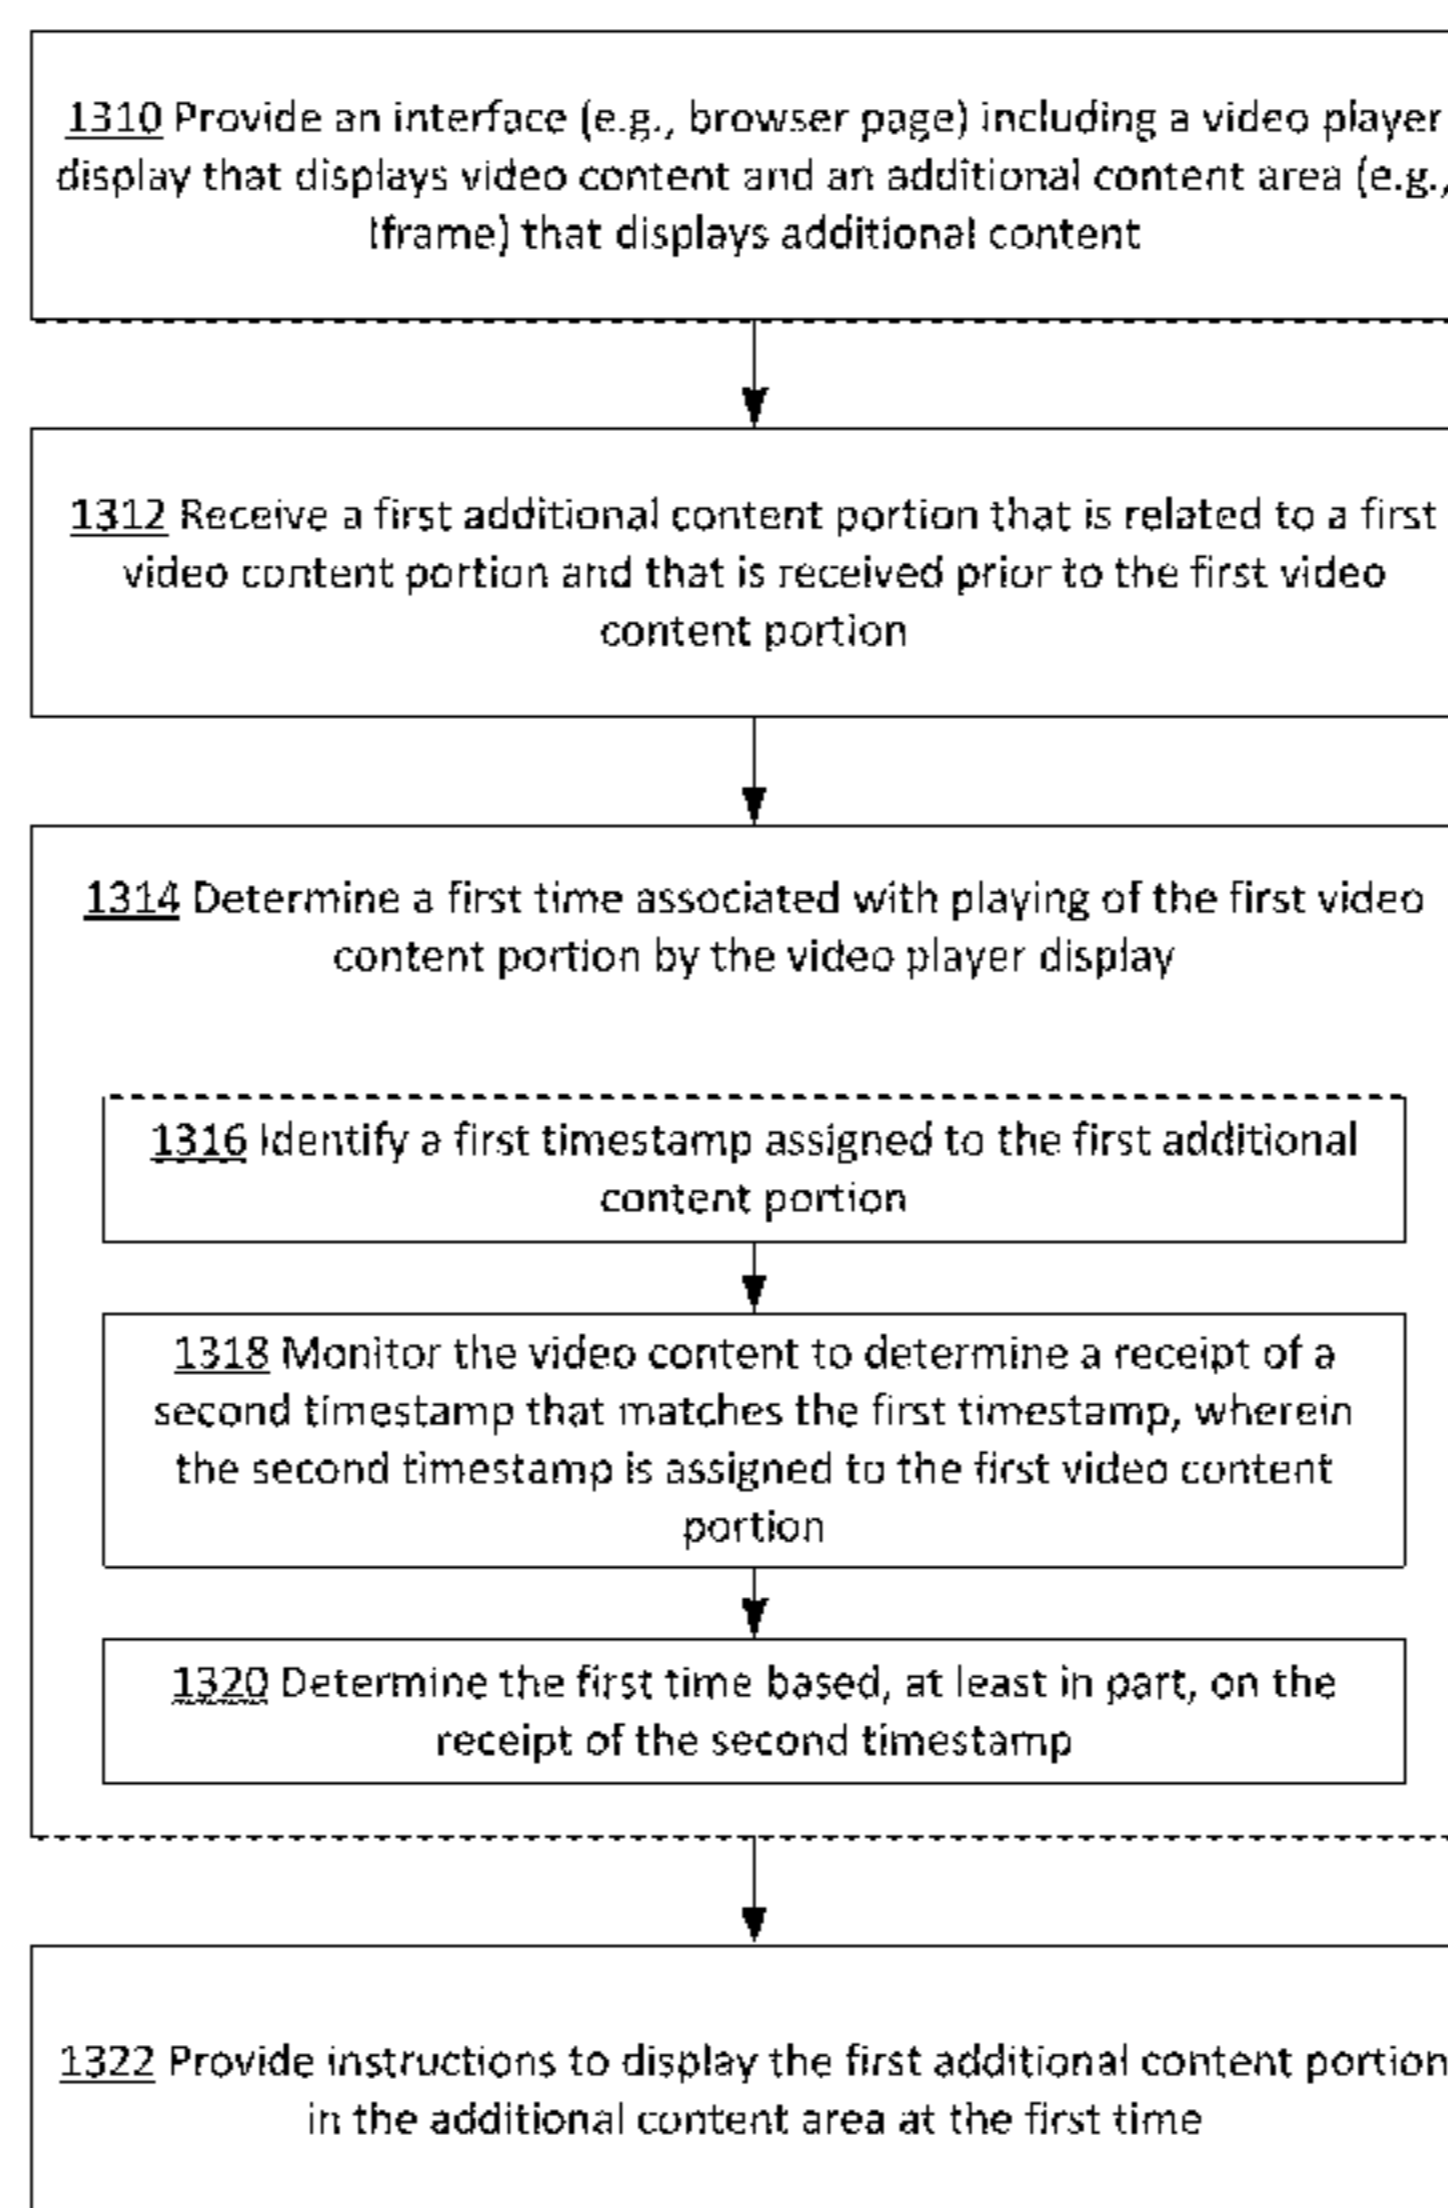 1310 Provide an interface (e.g., browser page) including a video player
display that displays video content and an additional content area (e.g.,
Iframe) that displays additional content
1312 Receive a first additional content portion that is related to a first
video content portion and that is received prior to the first video
content portion
1314 Determine a first time associated with playing of the first video
content portion by the video player display
1316 Identify a first timestamp assigned to the first additional
content portion
1318 Monitor the video content to determine a receipt of a
second timestamp that matches the first timestamp, wherein
the second timestamp is assigned to the first video content
portion
1320 Determine the first time based, at least in part, on the
receipt of the second timestamp
1322 Provide instructions to display the first additional content portion
in the additional content area at the first time